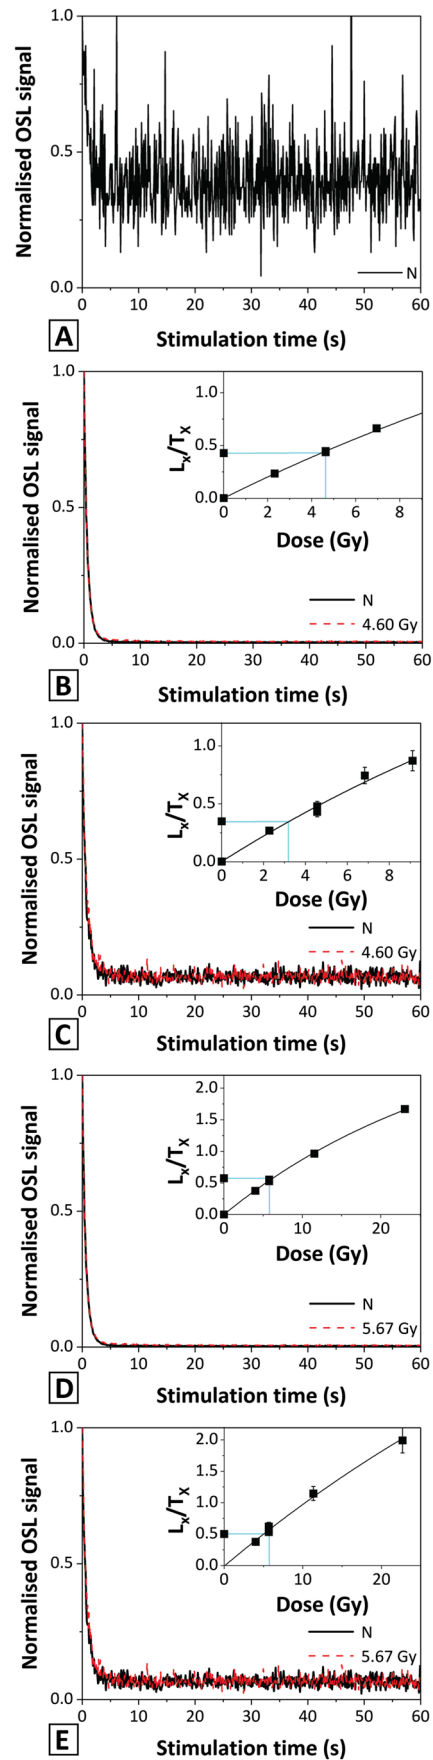 1.0
Normalised OSL signal
0.5
0.0
N
0 10 20 30 40 50 60
A
Stimulation time (s)
1.0
Normalised OSL signal
0.5
0.0
1.0
Lx/TX
0.5
0.0
0 2 4 6 8
Dose (Gy)
N
4.60 Gy
0 10 20 30 40 50 60
B
Stimulation time (s)
1.0
Normalised OSL signal
0.5
0.0
1.0
Lx/TX
0.5
0.0
0 2 4 6 8
Dose (Gy)
N
4.60 Gy
0 10 20 30 40 50 60
C
Stimulation time (s)
1.0
Normalised OSL signal
0.5
0.0
2.0
1.5
Lx/TX
1.0
0.5
0.0
0 10 20
Dose (Gy)
N
5.67 Gy
0 10 20 30 40 50 60
D
Stimulation time (s)
1.0
Normalised OSL signal
0.5
0.0
2.0
1.5
Lx/TX
1.0
0.5
0.0
0 10 20
Dose (Gy)
N
5.67 Gy
0 10 20 30 40 50 60
E
Stimulation time (s)